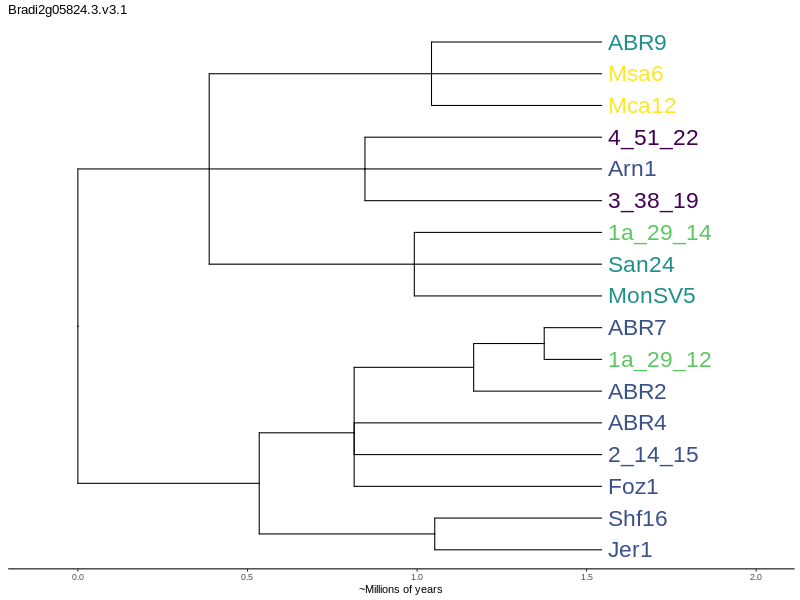 Bradi2g05824.3.v3.1
ABR9
Msa6
Mca12
4_51_22
Arn1
3_38_19
1a_29_14
San24
MonSV5
ABR7
1a_29_12
ABR2
ABR4
2_14_15
Foz1
Shf16
Jer1
0.0 0.5 1.0 1.5 2.0
~Millions of years